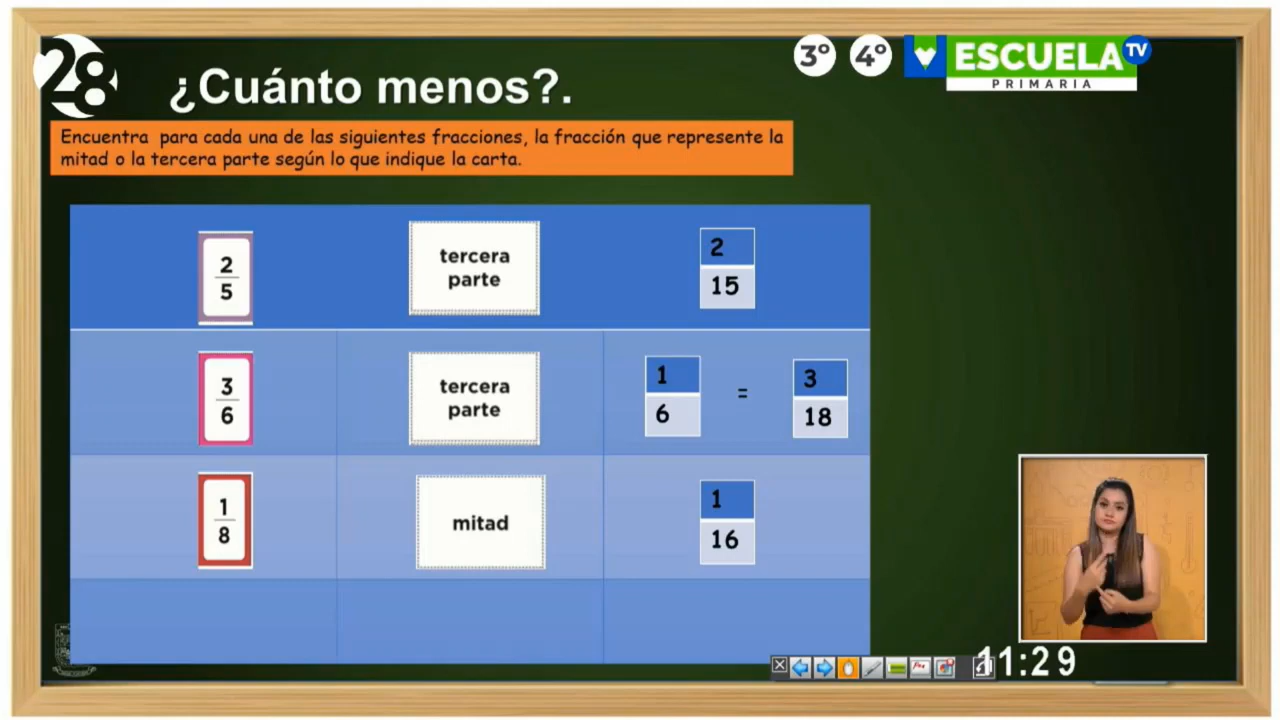 28
¿Cuánto menos?.
3º 4º
ESCUELA TV
PRIMARIA
Encuentra para cada una de las siguientes fracciones, la fracción que represente la
mitad o la tercera parte según lo que indique la carta.
2
5
tercera
parte
2
15
3
6
tercera
parte
1
6
=
3
18
1
8
mitad
1
16
11:29